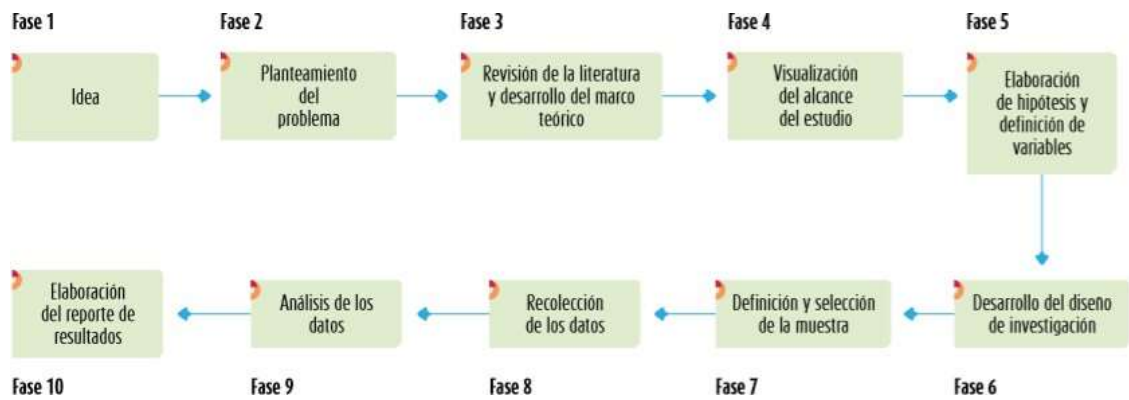 Fase 1
Fase 2
Fase 3
Fase 4
Fase 5
Idea
Planteamiento
del
problema
Revisión de la literatura
y desarrollo del marco
teórico
Visualización
del alcance
del estudio
Elaboración
de hipótesis y
definición de
variables
Elaboración
del reporte de
resultados
Análisis de los
datos
Recolección
de los datos
Definición y selección
de la muestra
Desarrollo del diseño
de investigación
Fase 10
Fase 9
Fase 8
Fase 7
Fase 6